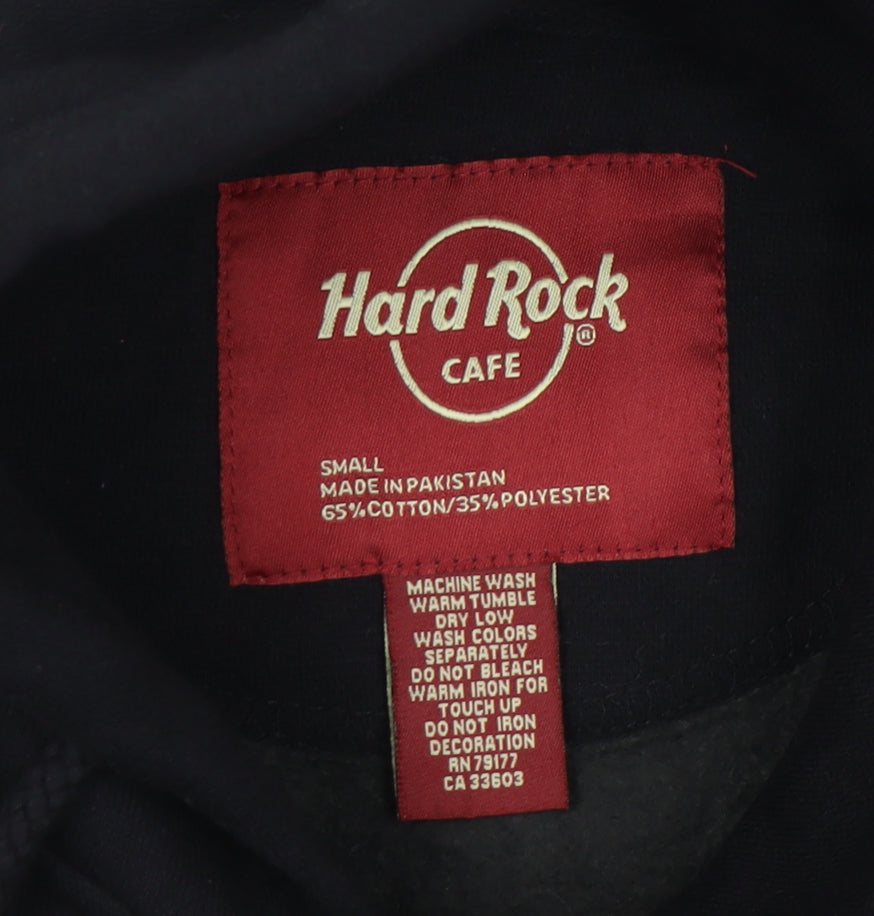 Hard Rock
®
CAFE
SMALL
MADE IN PAKISTAN
65%COTTON/35%POLYESTER
MACHINE WASH
WARM TUMBLE
DRY LOW
WASH COLORS
SEPARATELY
DO NOT BLEACH
WARM IRON FOR
TOUCH UP
DO NOT IRON
DECORATION
RN 79177
CA 33603